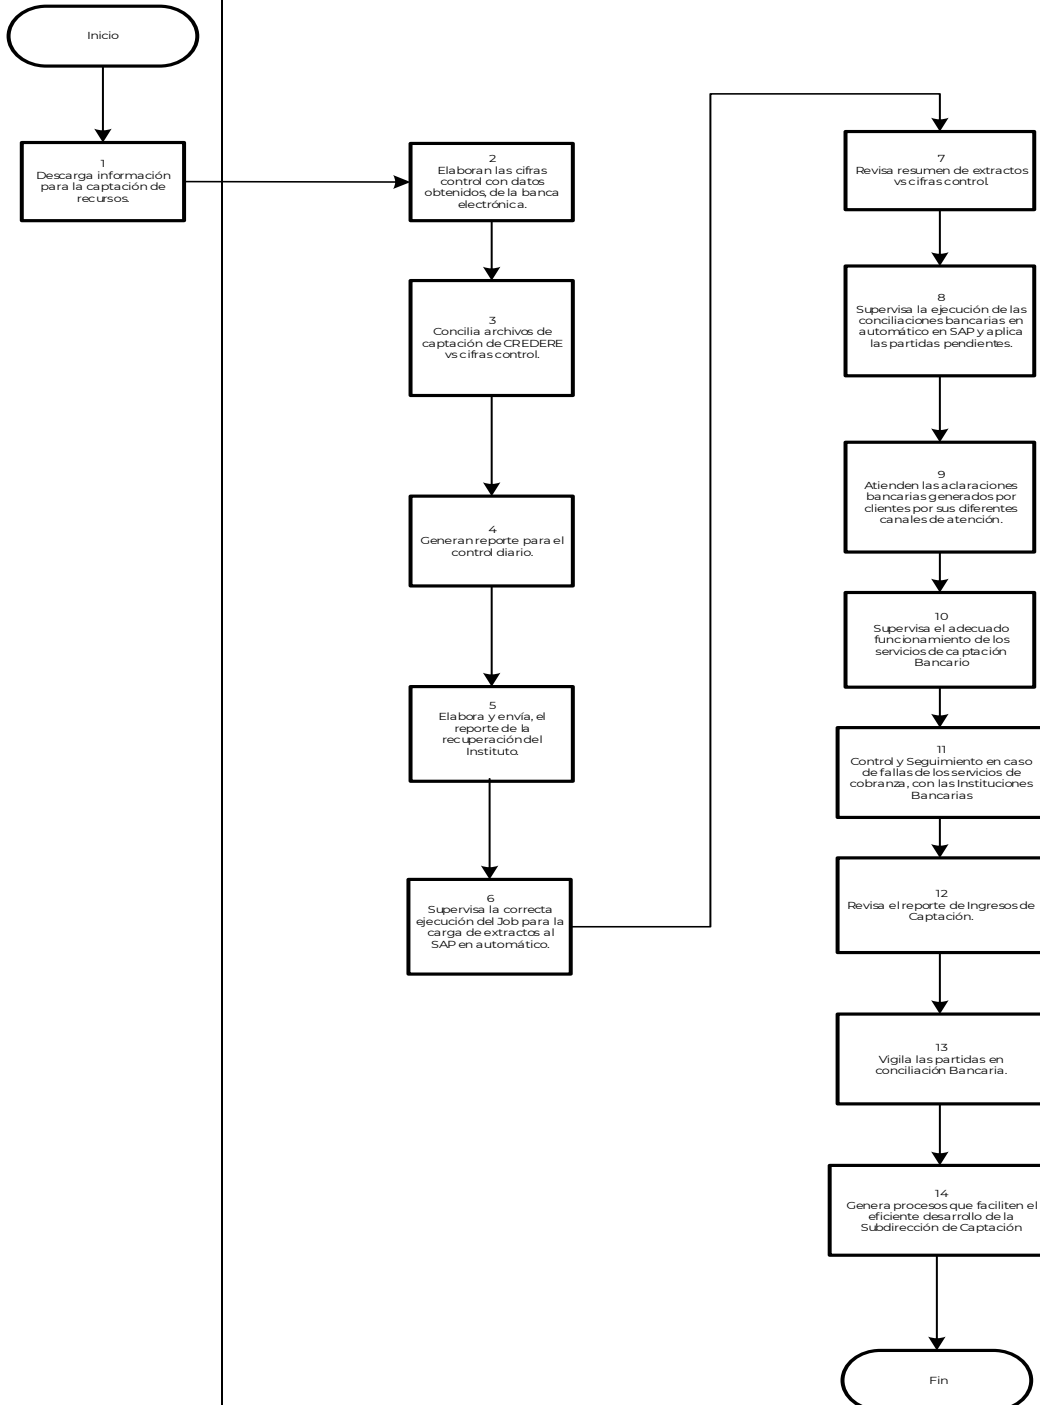 Inicio
1
Descarga información
para la captación de
recursos.
2
Elaboran las cifras
control con datos
obtenidos, de la banca
electrónica.
3
Concilia archivos de
captación de CREDERE
vs cifras control.
4
Generan reporte para el
control diario.
5
Elabora y envía, el
reporte de la
recuperación del
Instituto.
6
Supervisa la correcta
ejecución del Job para la
carga de extractos al
SAP en automático.
7
Revisa resumen de extractos
vs cifras control.
8
Supervisa la ejecución de las
conciliaciones bancarias en
automático en SAP y aplica
las partidas pendientes.
9
Atienden las aclaraciones
bancarias generados por
clientes por sus diferentes
canales de atención.
10
Supervisa el adecuado
funcionamiento de los
servicios de captación
Bancario
11
Control y Seguimiento en caso
de fallas de los servicios de
cobranza, con las Instituciones
Bancarias
12
Revisa el reporte de Ingresos de
Captación.
13
Vigila las partidas en
conciliación Bancaria.
14
Genera procesos que faciliten el
eficiente desarrollo de la
Subdirección de Captación
Fin